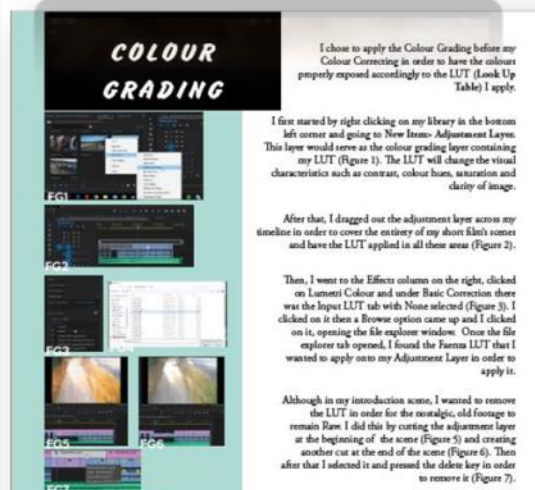 COLOUR
GRADING
I chose to apply the Colour Grading before my
Colour Correcting in order to have the colours
properly exposed accordingly to the LUT (Look Up
Table) I apply.
I first started by right clicking on my library in the bottom
left corner and going to New Item> Adjustment Layer.
This layer would serve as the colour grading layer containing
my LUT (Figure 1). The LUT will change the visual
characteristics such as contrast, colour hues, saturation and
clarity of image.
After that, I dragged out the adjustment layer across my
timeline in order to cover the entirety of my short film's scenes
and have the LUT applied in all these areas (Figure 2).
Then, I went to the Effects column on the right, clicked
on Lumetri Colour and under Basic Correction there
was the Input LUT tab with None selected (Figure 3). I
clicked on it then a Browse option came up and I clicked
on it, opening the file explorer window. Once the file
explorer tab opened, I found the Faenza LUT that I
wanted to apply onto my Adjustment Layer in order to
apply it.
Although in my introduction scene, I wanted to remove
the LUT in order for the nostalgic, old footage to
remain Raw. I did this by cutting the adjustment layer
at the beginning of the scene (Figure 5) and creating
another cut at the end of the scene (Figure 6). Then
after that I selected it and pressed the delete key in order
to remove it (Figure 7).
FG1
FG2
FG3
FG4
FG5
FG6
FG7